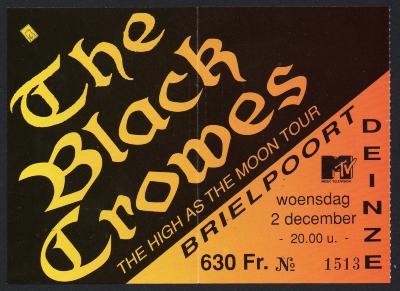 The
Black
Crowes
THE HIGH AS THE MOON TOUR
BRIELPOORT
DEINZE
MTV
MUSIC TELEVISION
woensdag
2 december
- 20.00 u. -
630 Fr. № 1513